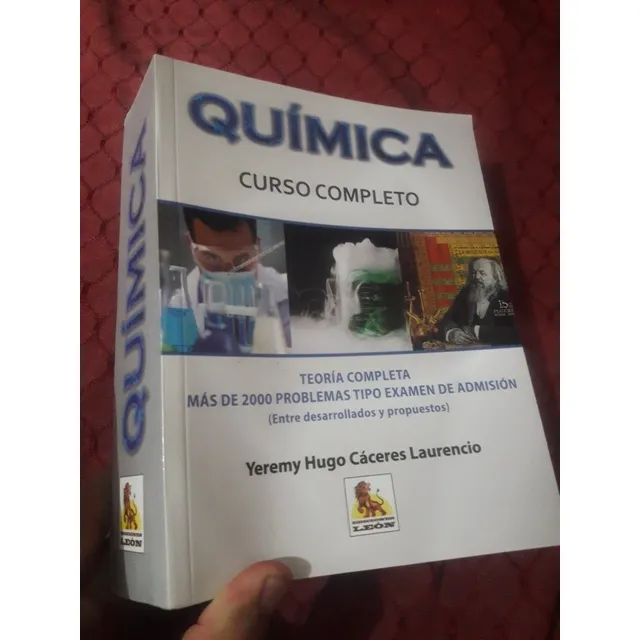 QUÍMICA
CURSO COMPLETO
TEORÍA COMPLETA
MÁS DE 2000 PROBLEMAS TIPO EXAMEN DE ADMISIÓN
(Entre desarrollados y propuestos)
Yeremy Hugo Cáceres Laurencio
LEÓN
QUÍMICA
LEÓN